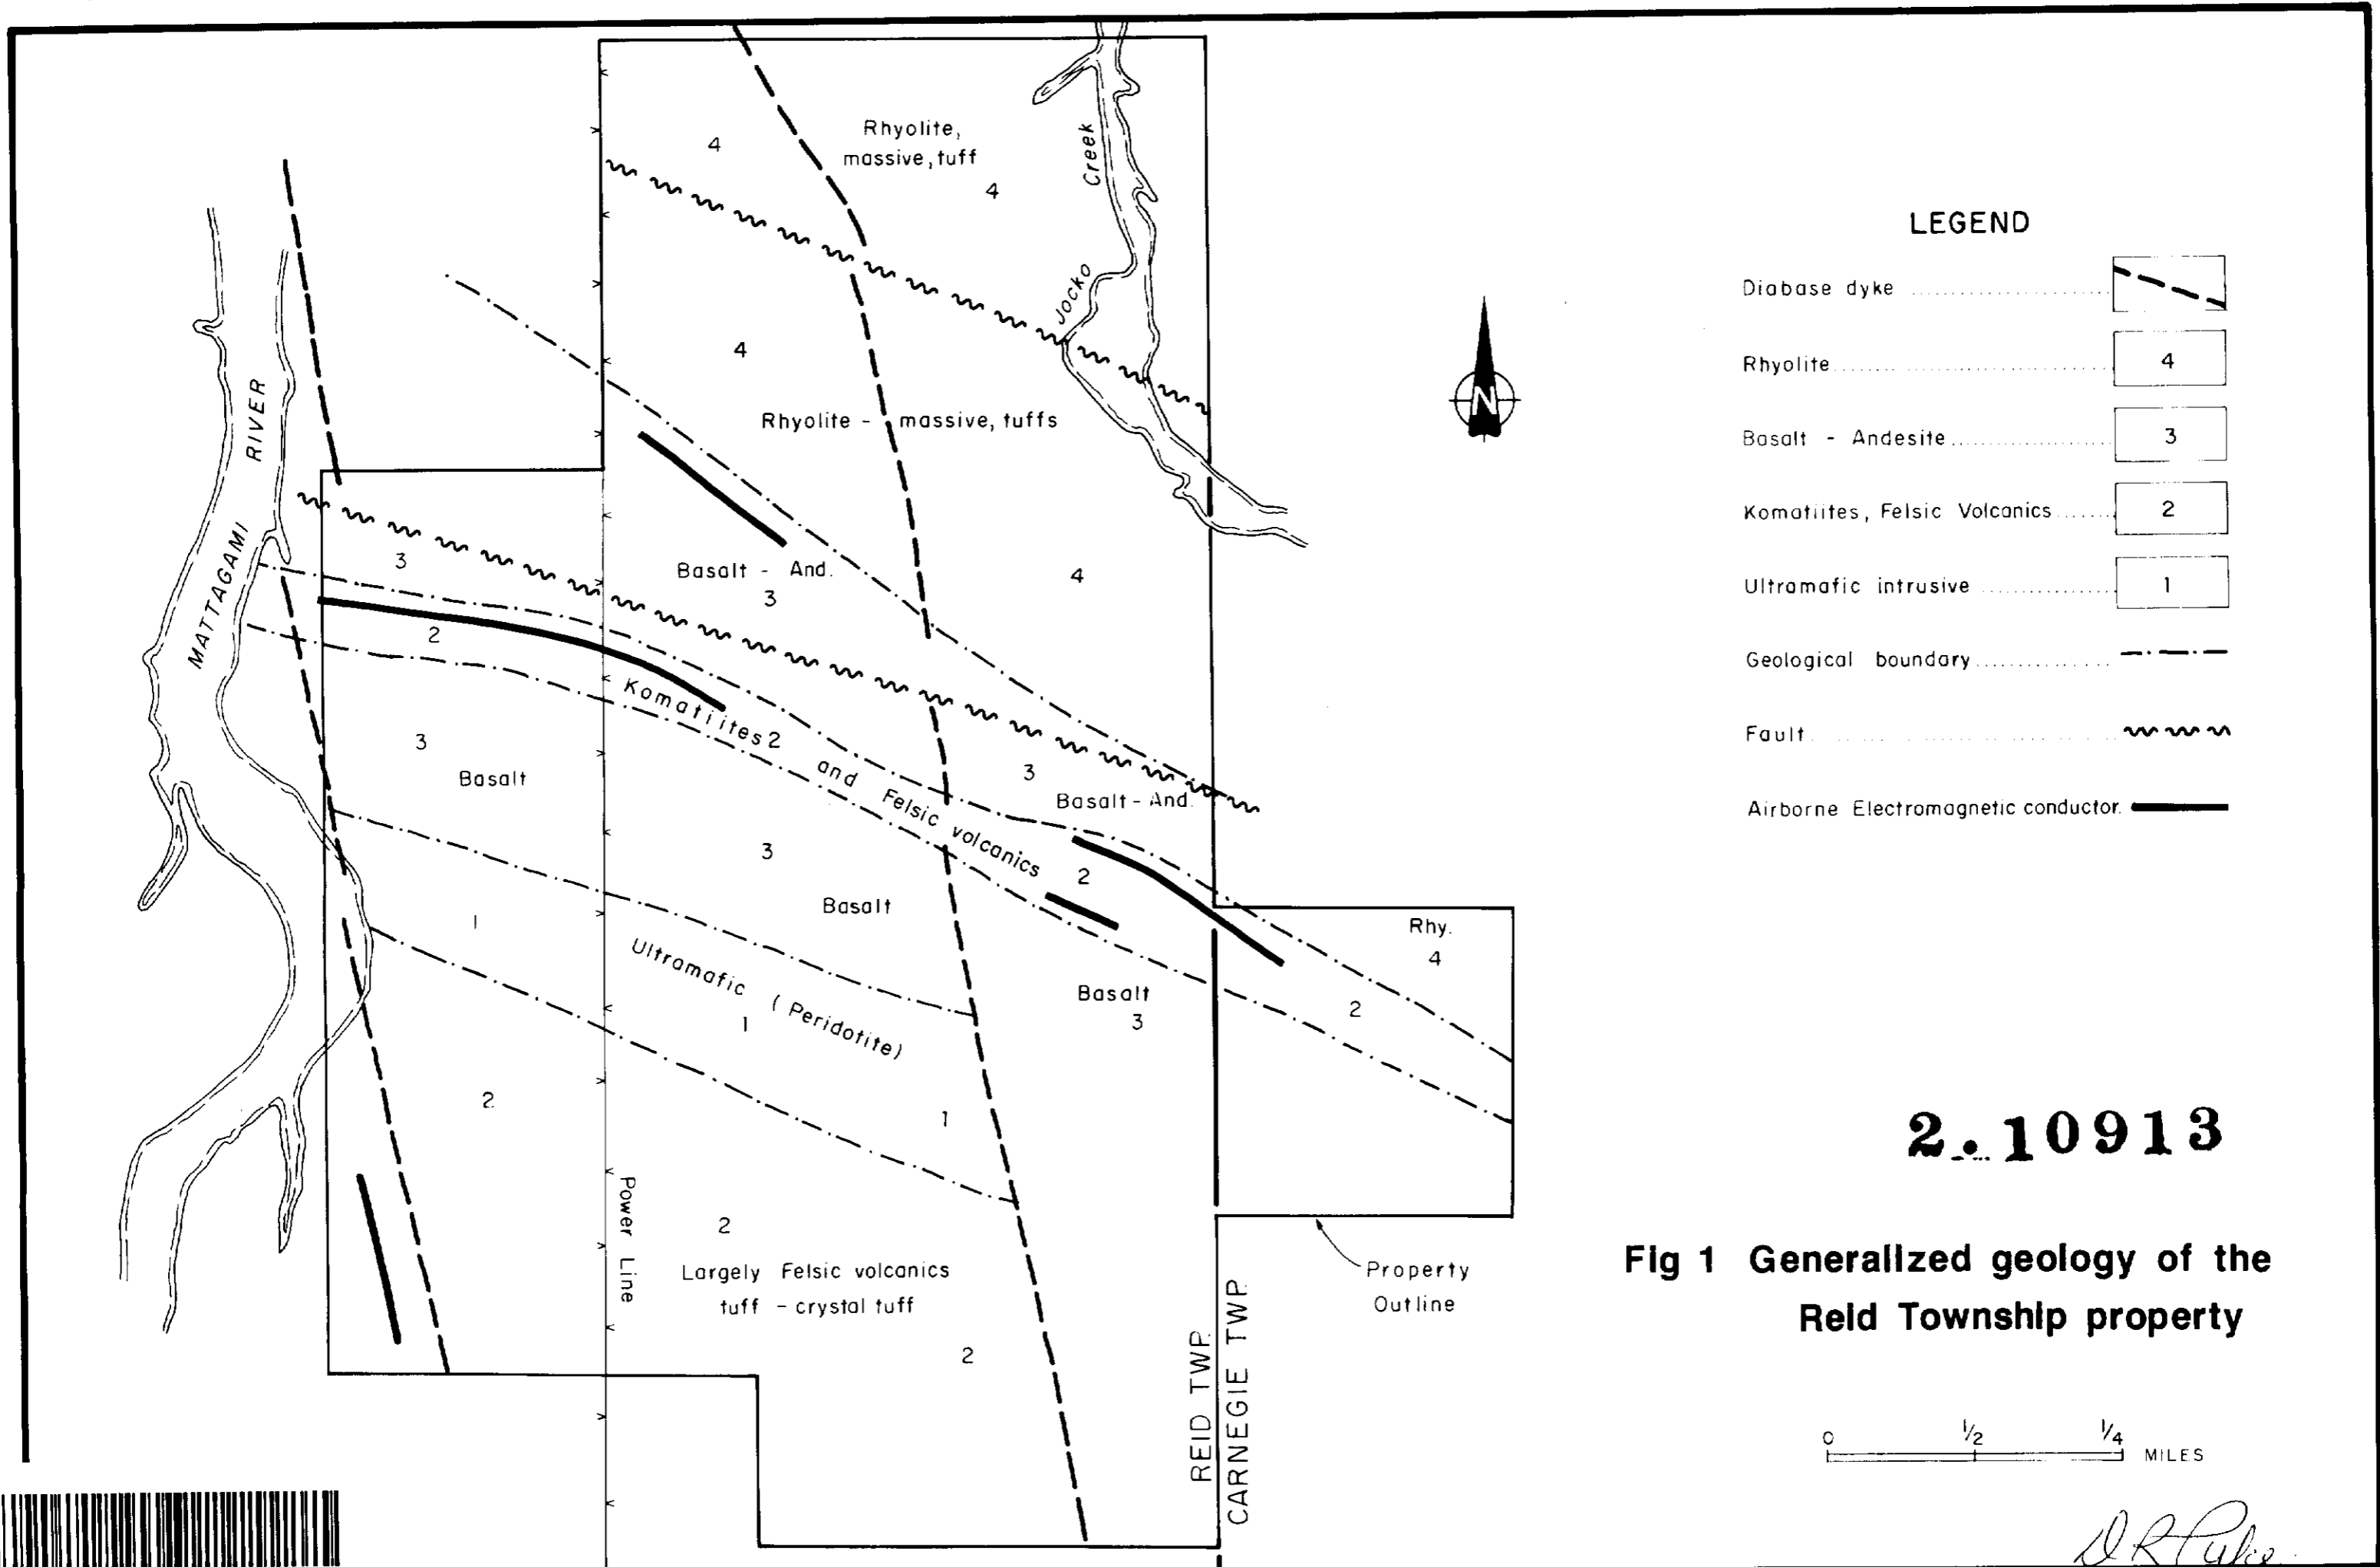 4
Rhyolite,
massive, tuff
4
Jocko Creek
4
Rhyolite - massive, tuffs
MATTAGAMI RIVER
3
Basalt - And.
3
4
2
Komatiites 2 and Felsic volcanics
3
Basalt
3
Basalt - And.
3
Basalt
2
1
Ultramafic (Peridotite)
1
Basalt
3
Rhy.
4
2
2
1
Power Line
2
Largely Felsic volcanics
tuff - crystal tuff
2
REID TWP.
CARNEGIE TWP.
Property
Outline
N
LEGEND
Diabase dyke
Rhyolite 4
Basalt - Andesite 3
Komatiites, Felsic Volcanics 2
Ultramafic intrusive 1
Geological boundary
Fault
Airborne Electromagnetic conductor.
2.10913
Fig 1 Generalized geology of the
Reid Township property
0 1/2 1/4 MILES